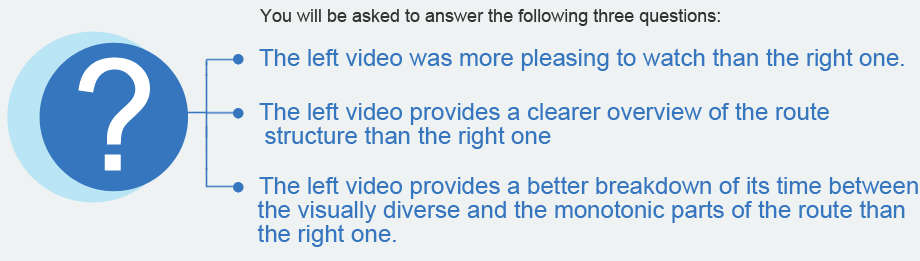 You will be asked to answer the following three questions:
?
The left video was more pleasing to watch than the right one.
The left video provides a clearer overview of the route
structure than the right one
The left video provides a better breakdown of its time between
the visually diverse and the monotonic parts of the route than
the right one.